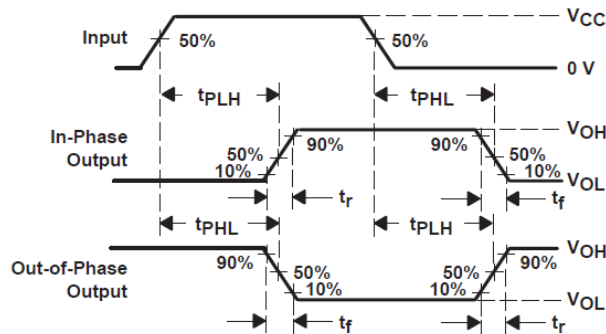 VCC
Input 50% 50%
0 V
tPLH tPHL
VOH
In-Phase 90% 90%
Output 50% 50%
10% 10%
VOL
tr tf
tPHL tPLH
VOH
90% 90%
Out-of-Phase 50% 50%
Output 10% 10%
VOL
tf tr